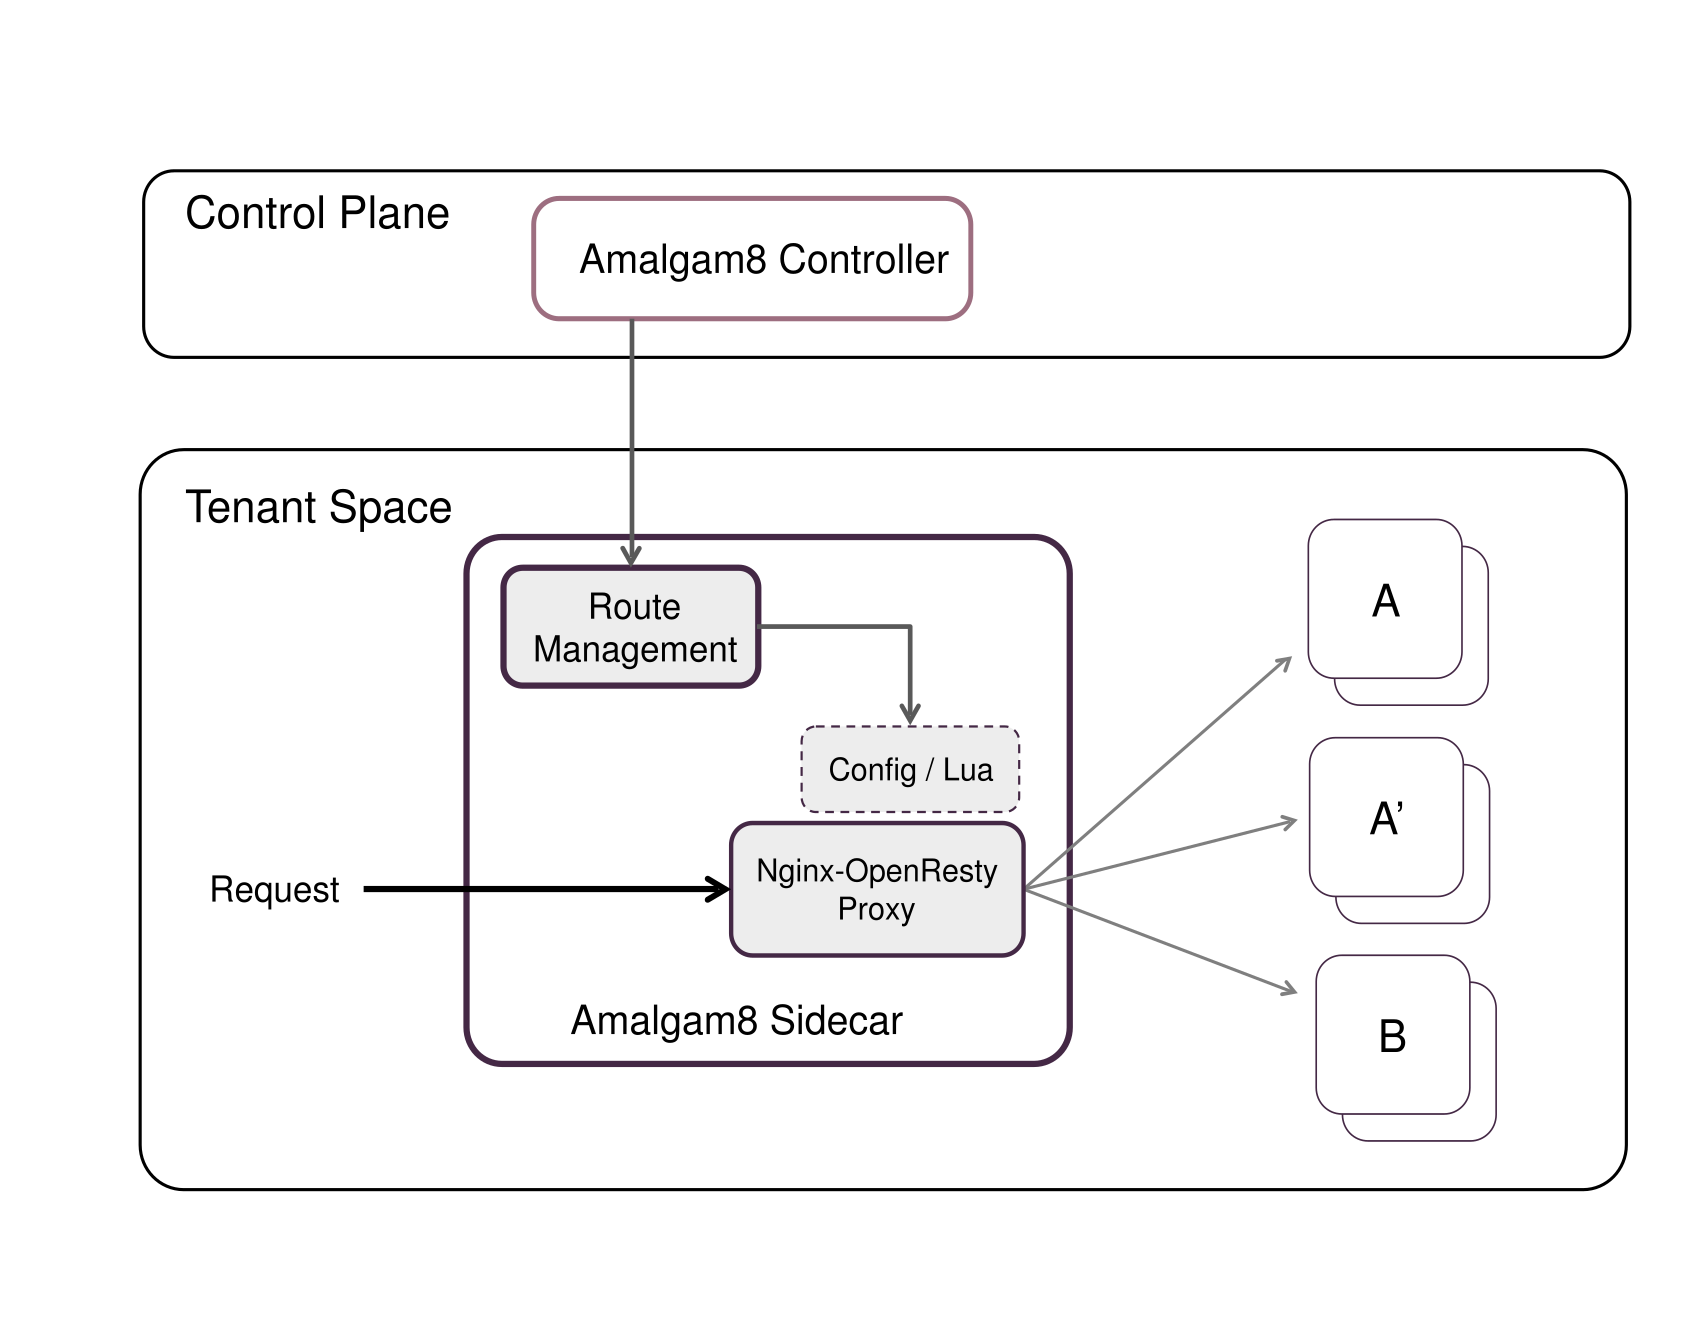 Control Plane
Amalgam8 Controller
Tenant Space
Route
Management
Config / Lua
Nginx-OpenResty
Proxy
Request
Amalgam8 Sidecar
A
A’
B